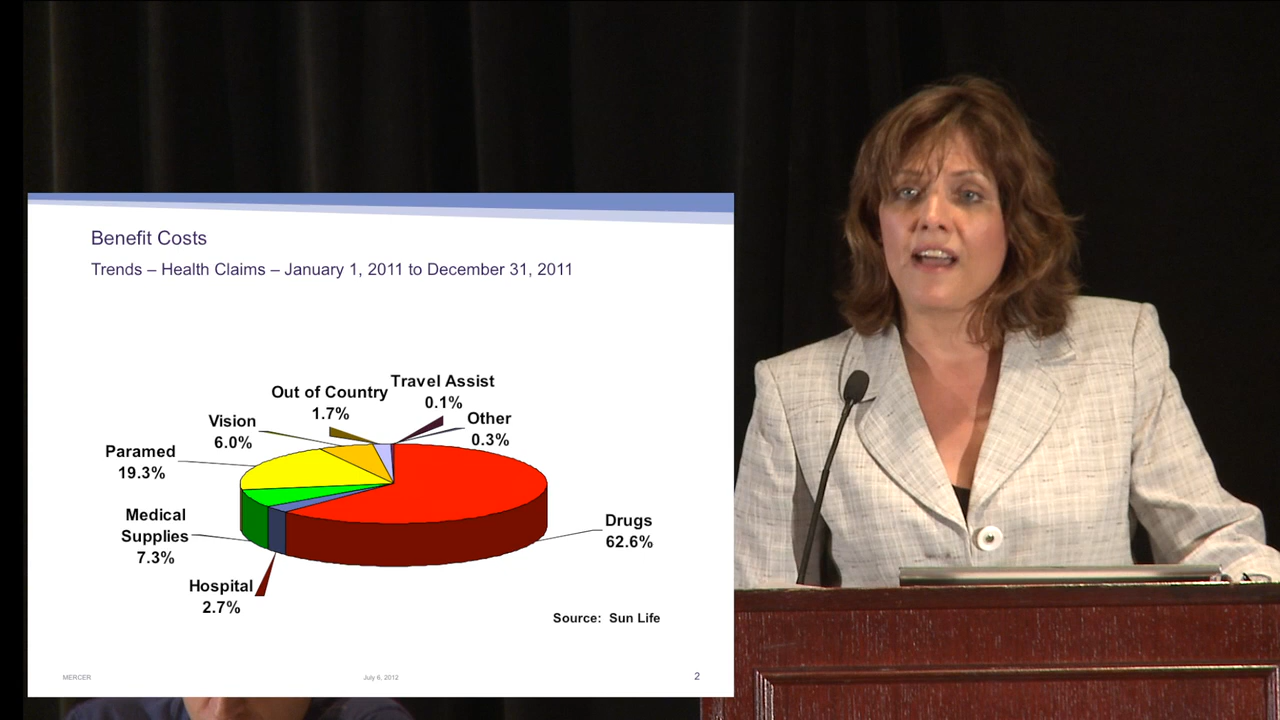 Benefit Costs
Trends – Health Claims – January 1, 2011 to December 31, 2011
Travel Assist
0.1%
Out of Country
1.7%
Other
0.3%
Vision
6.0%
Paramed
19.3%
Medical
Supplies
7.3%
Drugs
62.6%
Hospital
2.7%
Source: Sun Life
MERCER
July 6, 2012
2